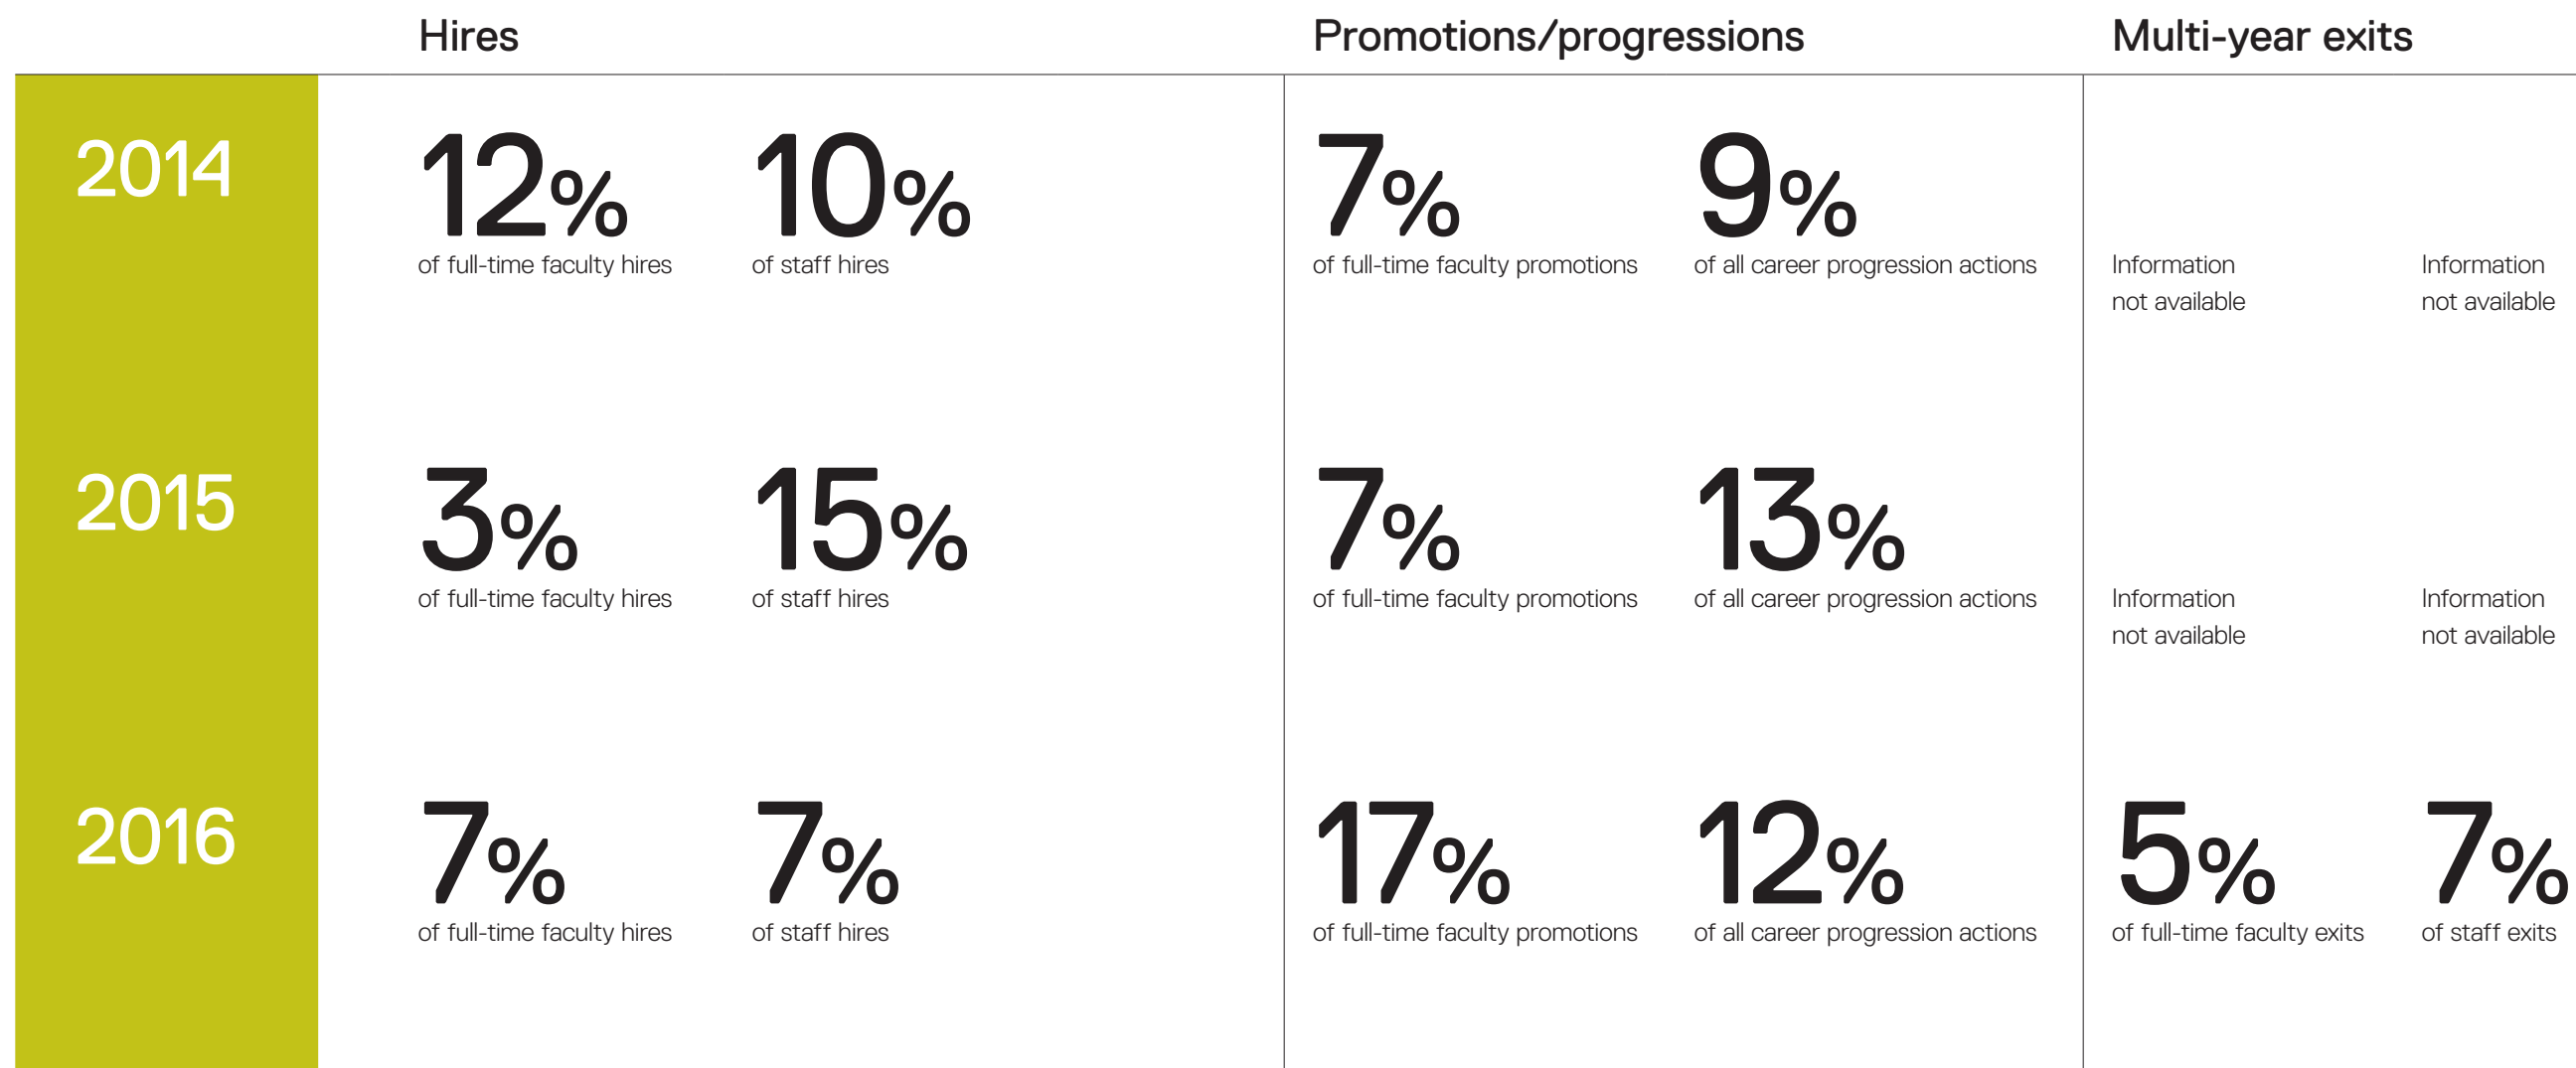 Hires
Promotions/progressions
Multi-year exits
2014
12%
of full-time faculty hires
10%
of staff hires
7%
of full-time faculty promotions
9%
of all career progression actions
Information
not available
Information
not available
2015
3%
of full-time faculty hires
15%
of staff hires
7%
of full-time faculty promotions
13%
of all career progression actions
Information
not available
Information
not available
2016
7%
of full-time faculty hires
7%
of staff hires
17%
of full-time faculty promotions
12%
of all career progression actions
5%
of full-time faculty exits
7%
of staff exits